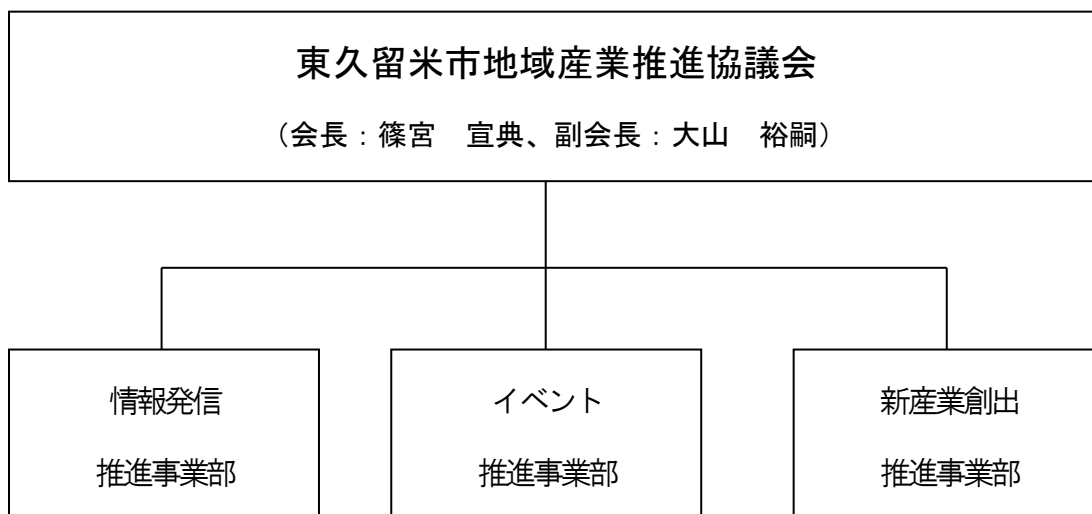 東久留米市地域産業推進協議会
（会長：篠宮　宣典、副会長：大山　裕嗣）
情報発信
推進事業部
イベント
推進事業部
新産業創出
推進事業部